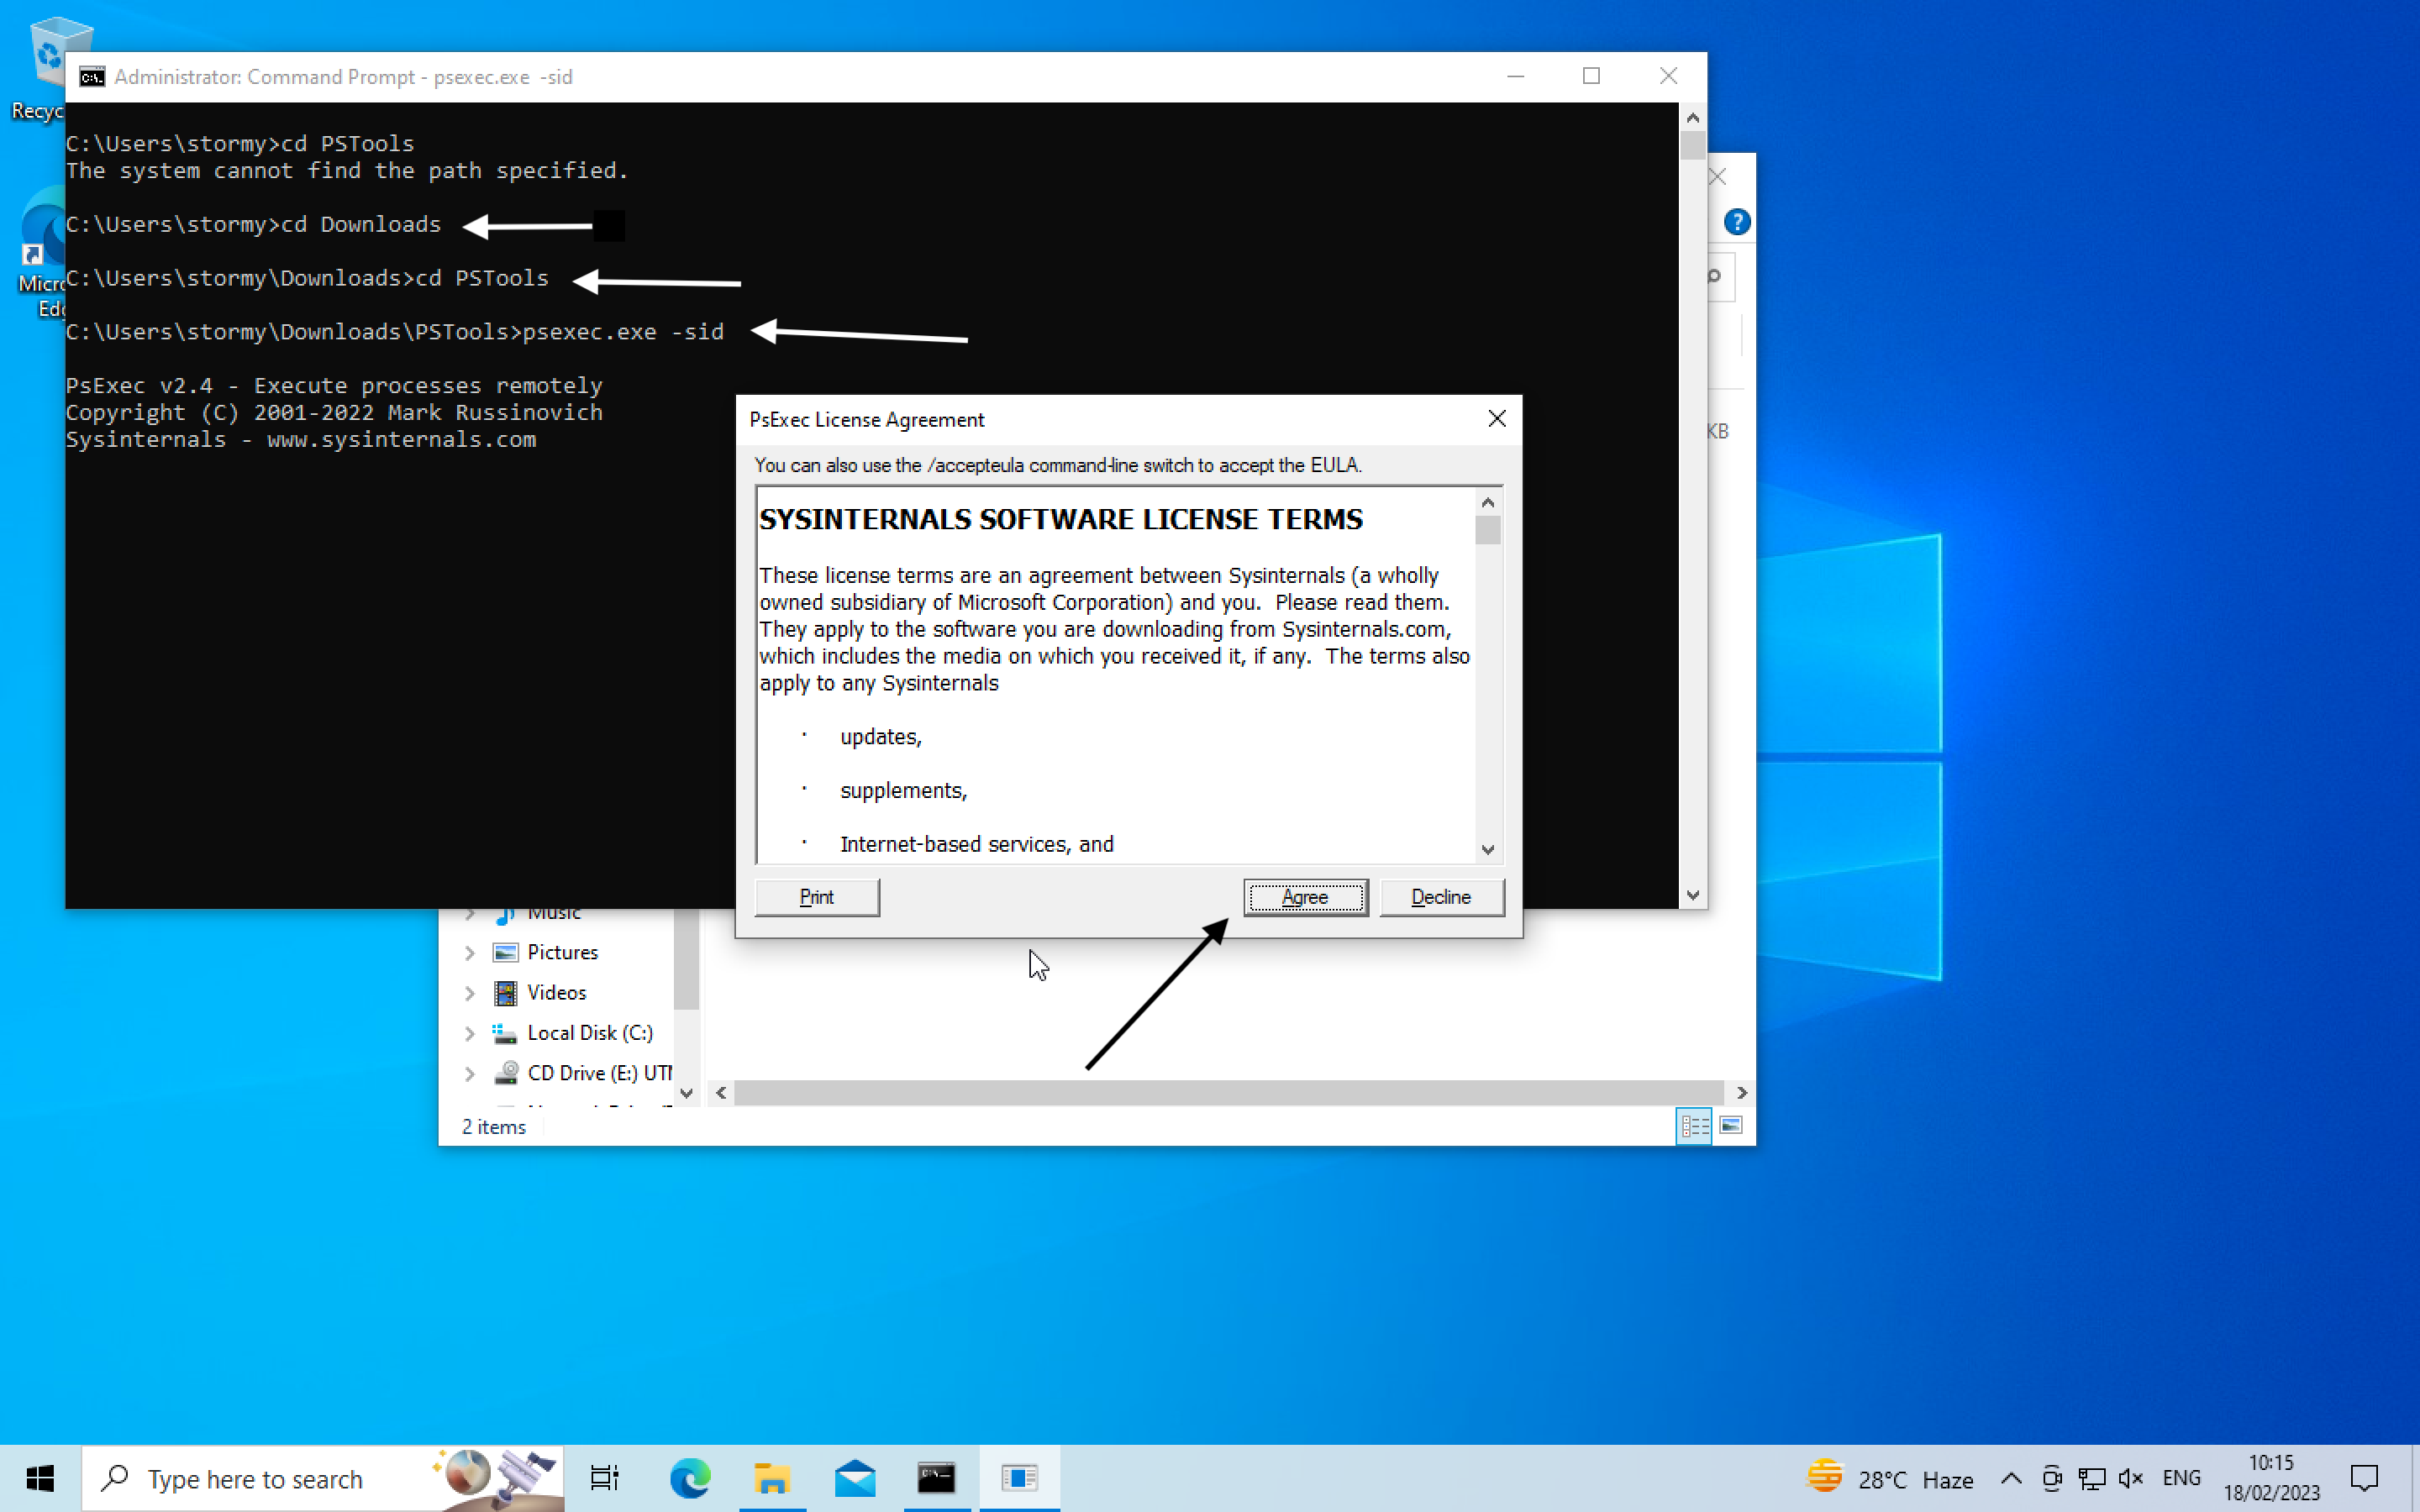 Recyc
Administrator: Command Prompt - psexec.exe  -sid
C:\Users\stormy>cd PSTools
The system cannot find the path specified.
C:\Users\stormy>cd Downloads
C:\Users\stormy\Downloads>cd PSTools
C:\Users\stormy\Downloads\PSTools>psexec.exe -sid
PsExec v2.4 - Execute processes remotely
Copyright (C) 2001-2022 Mark Russinovich
Sysinternals - www.sysinternals.com
Micro
Edg
KB
PsExec License Agreement
You can also use the /accepteula command-line switch to accept the EULA.
SYSINTERNALS SOFTWARE LICENSE TERMS
These license terms are an agreement between Sysinternals (a wholly
owned subsidiary of Microsoft Corporation) and you.  Please read them.
They apply to the software you are downloading from Sysinternals.com,
which includes the media on which you received it, if any.  The terms also
apply to any Sysinternals
· updates,
· supplements,
· Internet-based services, and
Print
Agree
Decline
Music
Pictures
Videos
Local Disk (C:)
CD Drive (E:) UTM
2 items
Type here to search
28°C Haze
ENG
10:15
18/02/2023